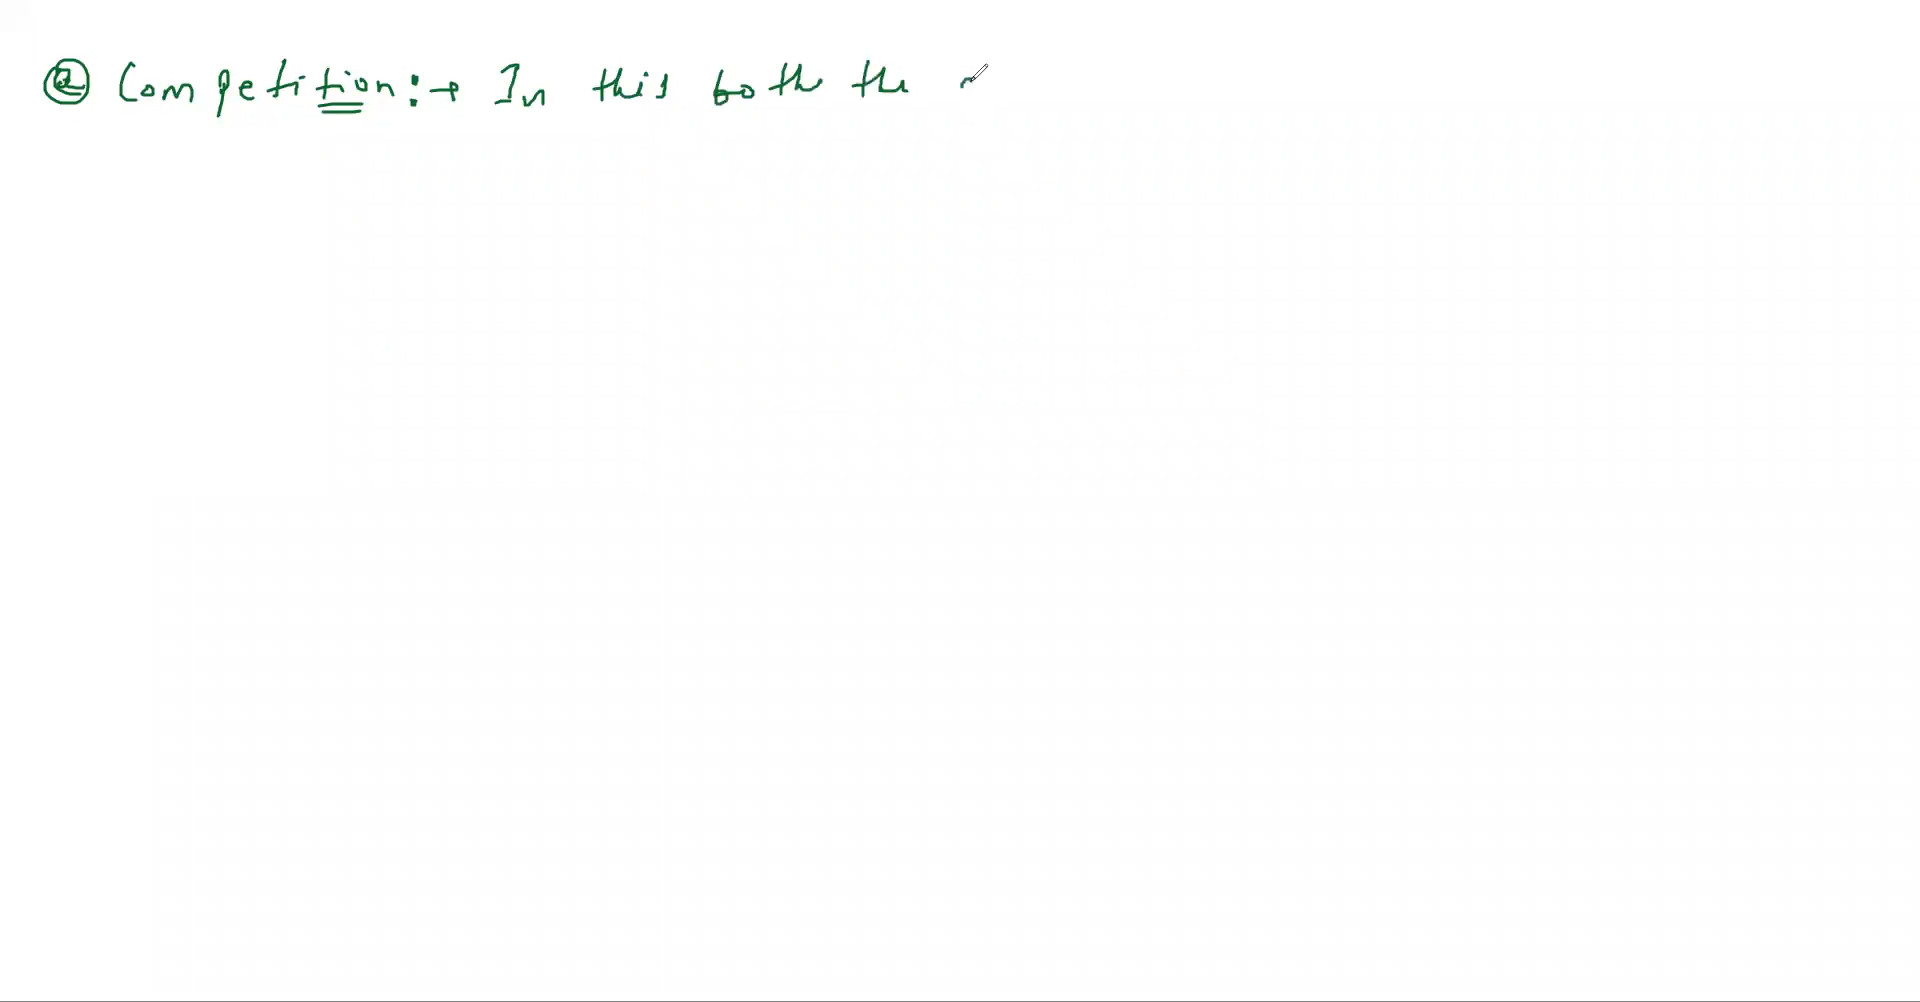 ② Competition:→ In this both the